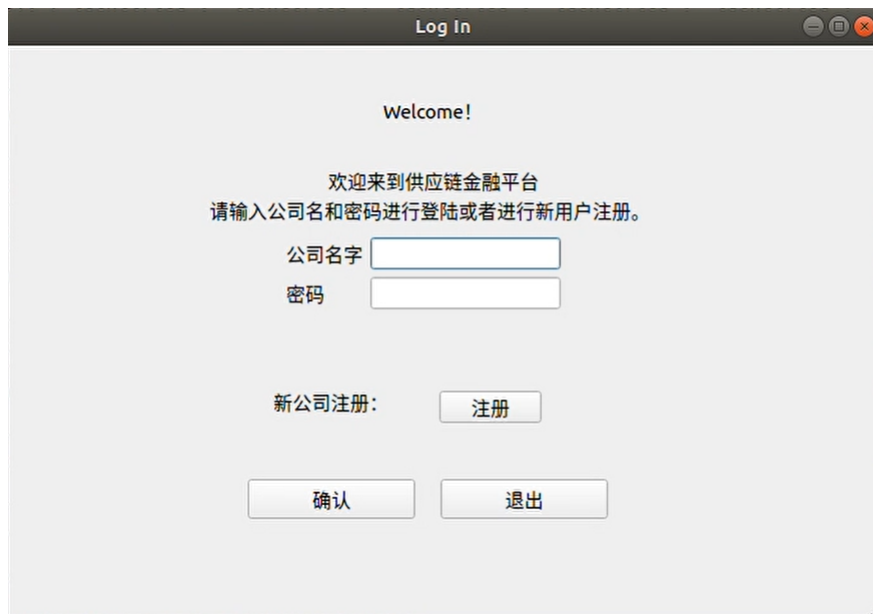 Log In
Welcome!
欢迎来到供应链金融平台
请输入公司名和密码进行登陆或者进行新用户注册。
公司名字
密码
新公司注册： 注册
确认 退出